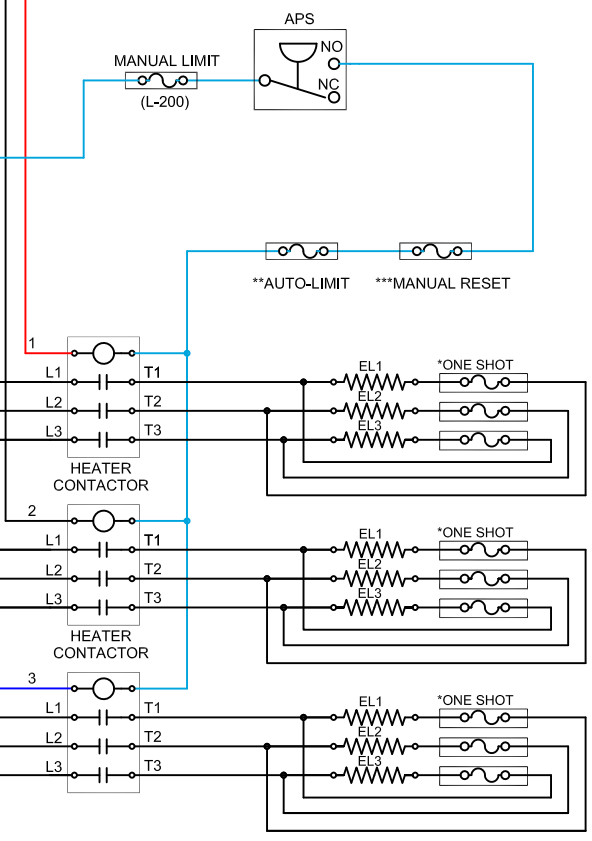 APS
MANUAL LIMIT
NO
NC
(L-200)
**AUTO-LIMIT
***MANUAL RESET
1
L1
T1
EL1
*ONE SHOT
L2
T2
EL2
L3
T3
EL3
HEATER
CONTACTOR
2
L1
T1
EL1
*ONE SHOT
L2
T2
EL2
L3
T3
EL3
HEATER
CONTACTOR
3
L1
T1
EL1
*ONE SHOT
L2
T2
EL2
L3
T3
EL3